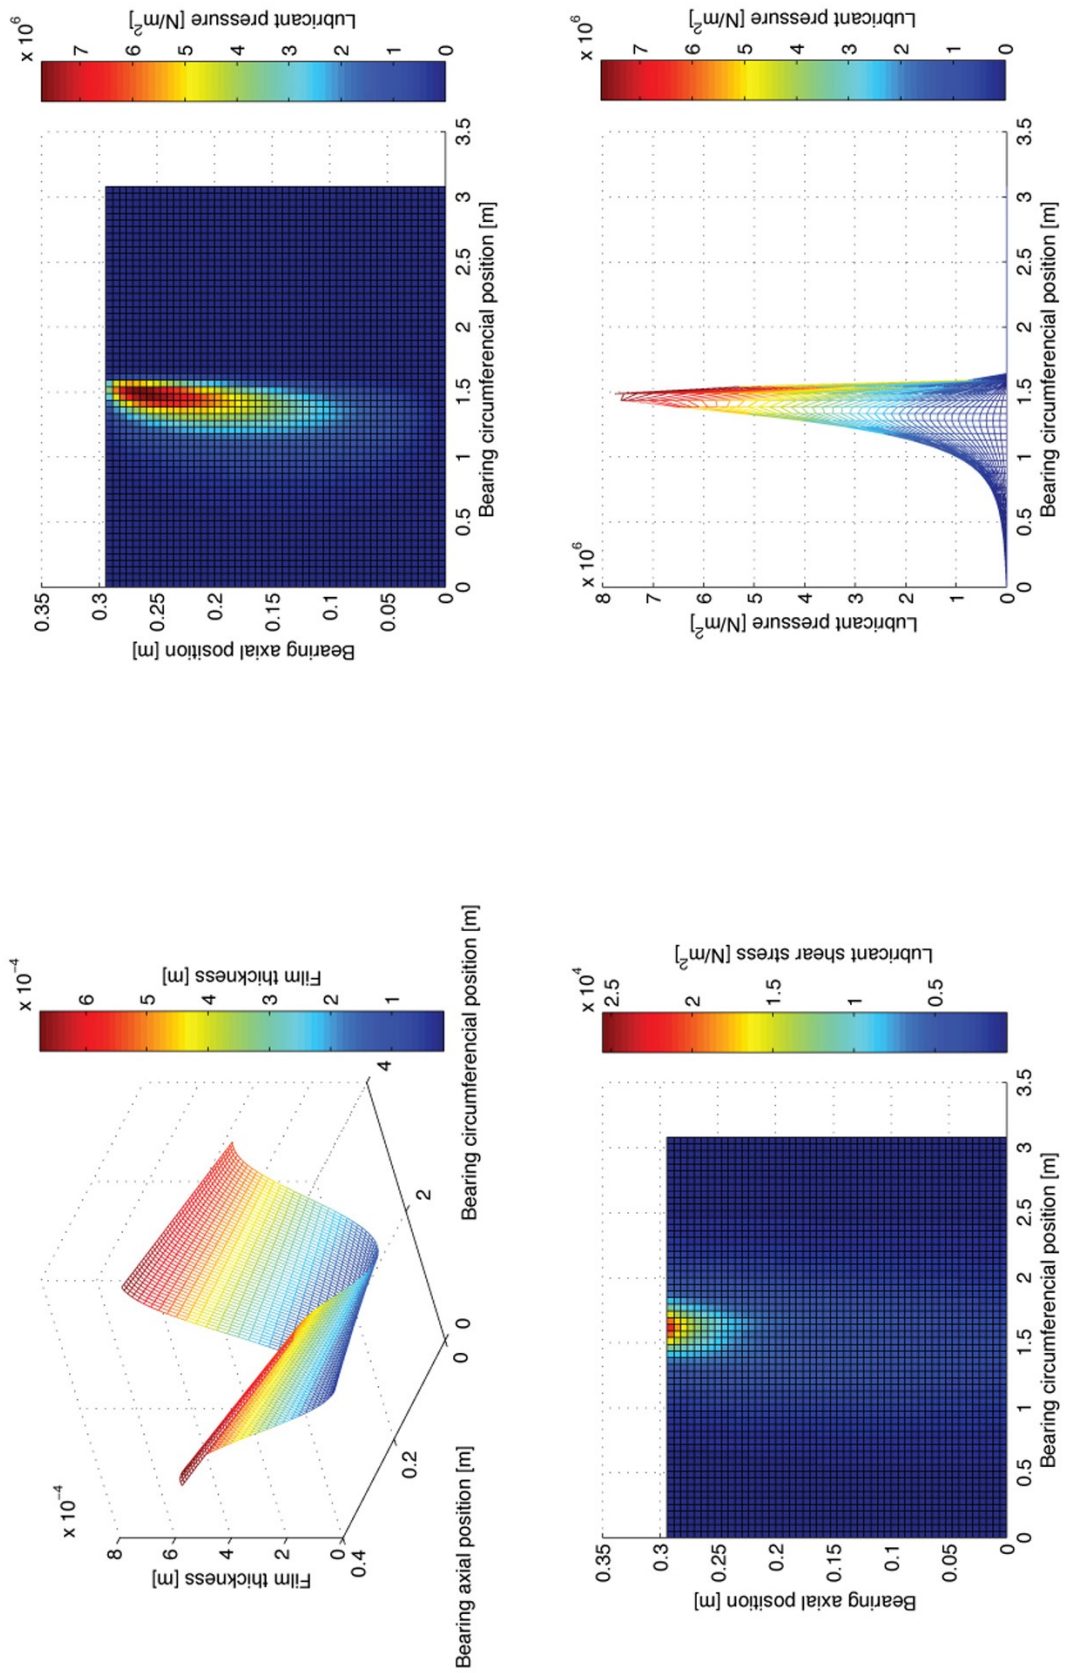 x 10⁻⁴
8
6
4
2
0
0.4
0.2
0
0
2
4
Film thickness [m]
Bearing axial position [m]
Bearing circumferencial position [m]
x 10⁻⁴
6
5
4
3
2
1
Film thickness [m]
0.35
0.3
0.25
0.2
0.15
0.1
0.05
0
0 0.5 1 1.5 2 2.5 3 3.5
Bearing axial position [m]
Bearing circumferencial position [m]
x 10⁶
7
6
5
4
3
2
1
0
Lubricant pressure [N/m²]
0.35
0.3
0.25
0.2
0.15
0.1
0.05
0
0 0.5 1 1.5 2 2.5 3 3.5
Bearing axial position [m]
Bearing circumferencial position [m]
x 10⁴
2.5
2
1.5
1
0.5
Lubricant shear stress [N/m²]
x 10⁶
8
7
6
5
4
3
2
1
0
0 0.5 1 1.5 2 2.5 3 3.5
Lubricant pressure [N/m²]
Bearing circumferencial position [m]
x 10⁶
7
6
5
4
3
2
1
0
Lubricant pressure [N/m²]